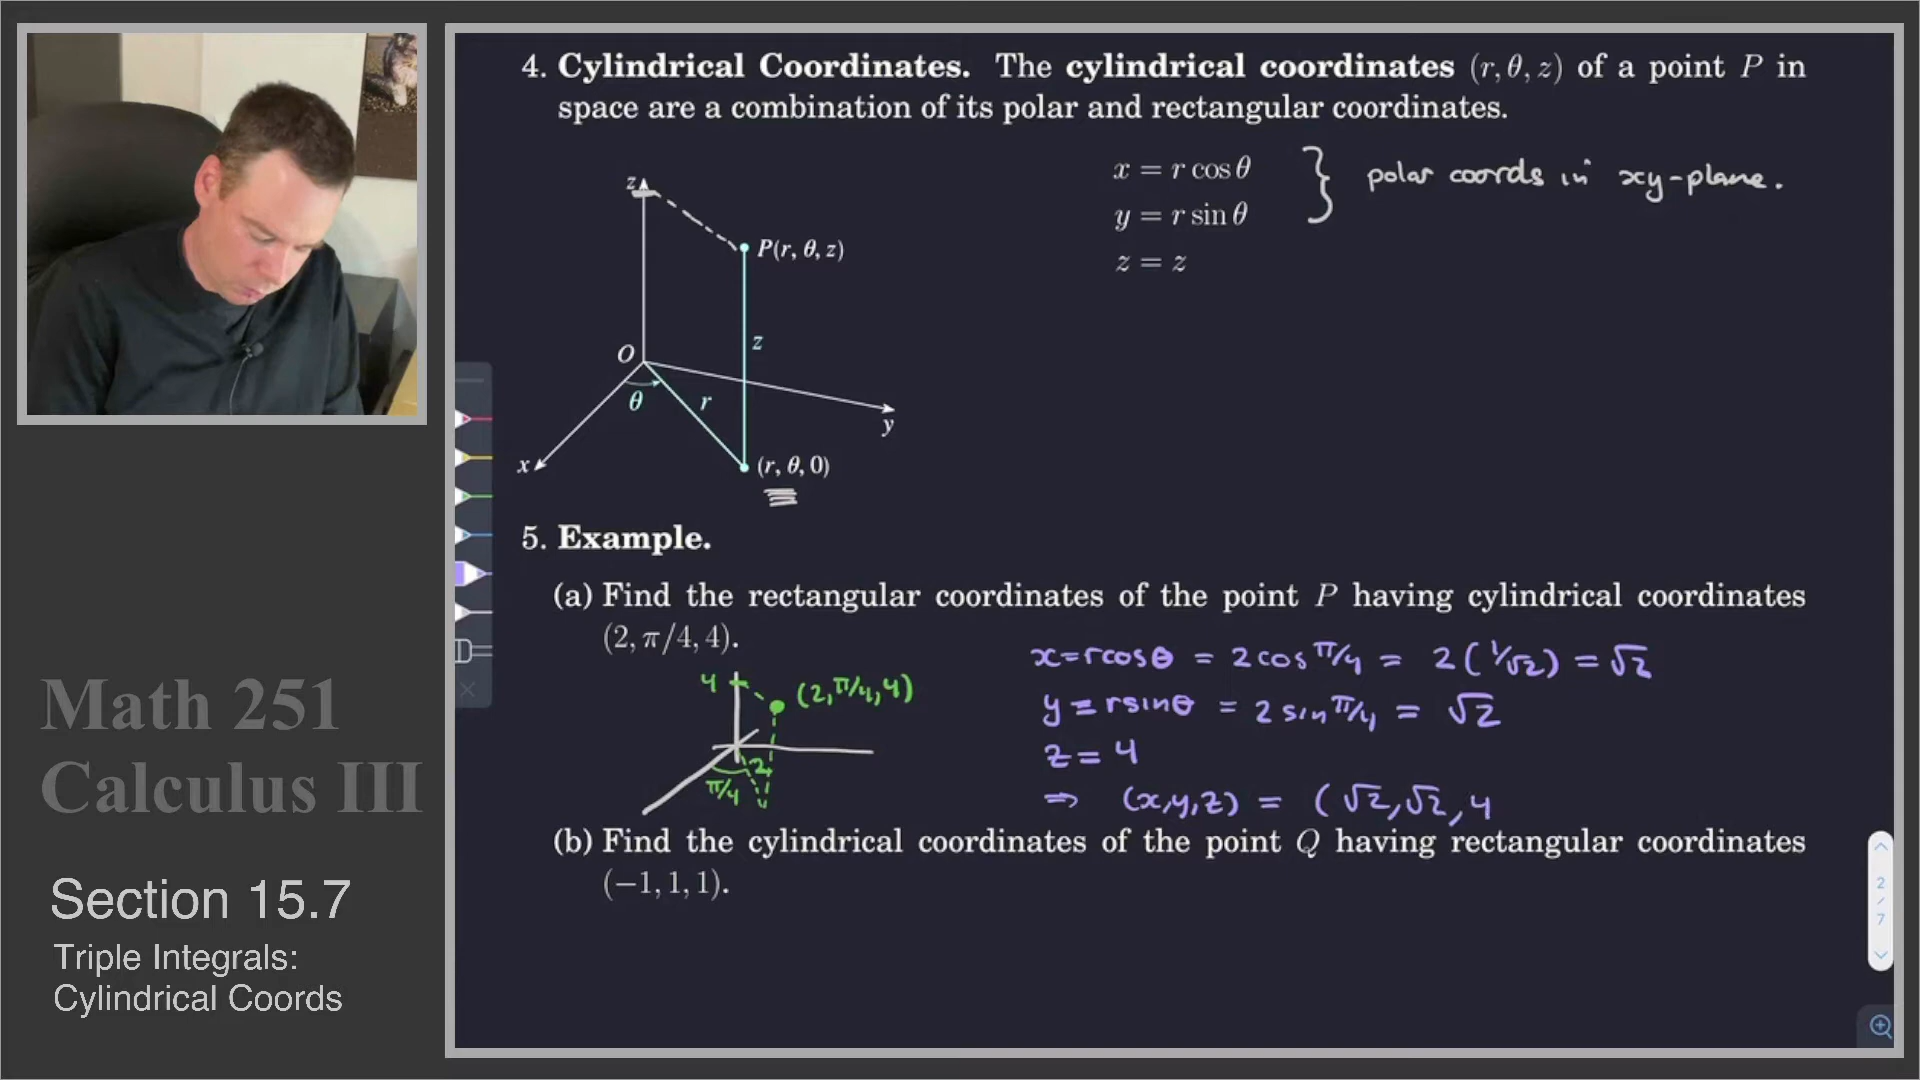 4. Cylindrical Coordinates. The cylindrical coordinates (r, θ, z) of a point P in
space are a combination of its polar and rectangular coordinates.
x = r cos θ
y = r sin θ
z = z
} polar coords in xy-plane.
z
P(r, θ, z)
z
O
θ
r
y
x
(r, θ, 0)
5. Example.
(a) Find the rectangular coordinates of the point P having cylindrical coordinates
(2, π/4, 4).
4
(2, π/4, 4)
2
π/4
x = r cos θ = 2 cos π/4 = 2 (1/√2) = √2
y = r sin θ = 2 sin π/4 = √2
z = 4
⇒ (x,y,z) = (√2, √2, 4
(b) Find the cylindrical coordinates of the point Q having rectangular coordinates
(−1, 1, 1).
Math 251
Calculus III
Section 15.7
Triple Integrals:
Cylindrical Coords
2
/
7